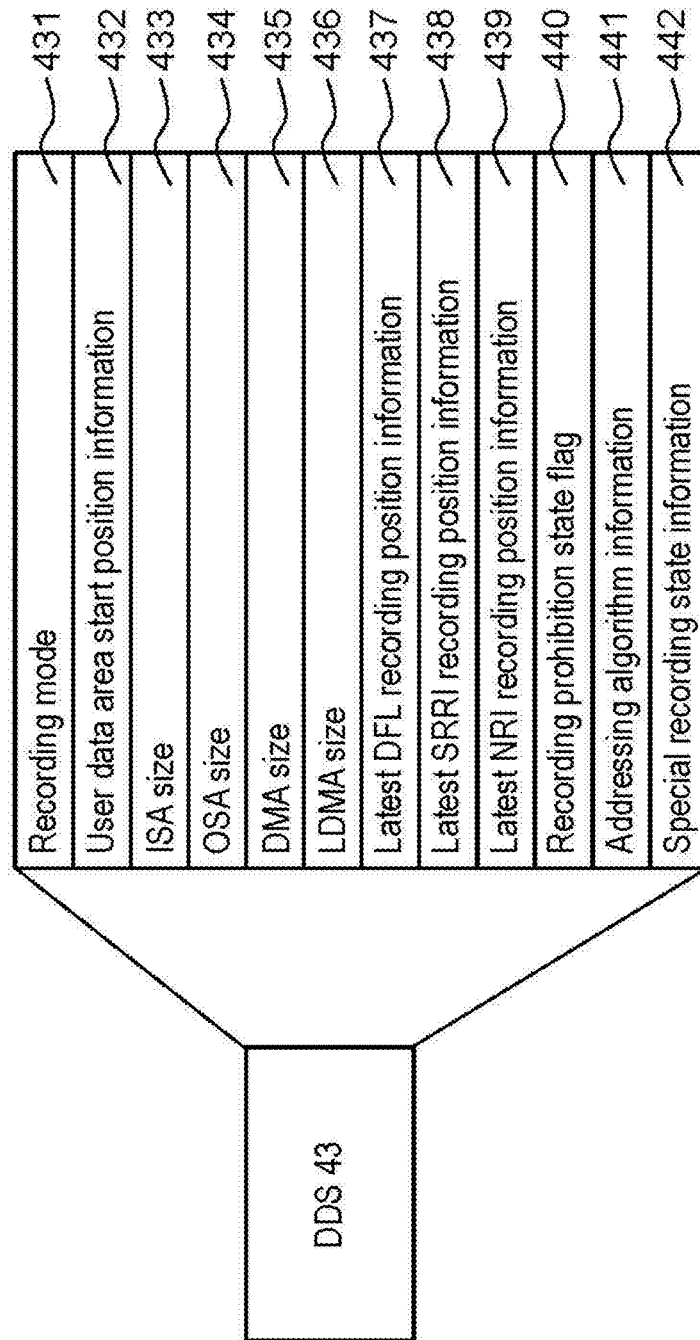 DDS 43
Recording mode 431
User data area start position information 432
ISA size 433
OSA size 434
DMA size 435
LDMA size 436
Latest DFL recording position information 437
Latest SRRI recording position information 438
Latest NRI recording position information 439
Recording prohibition state flag 440
Addressing algorithm information 441
Special recording state information 442